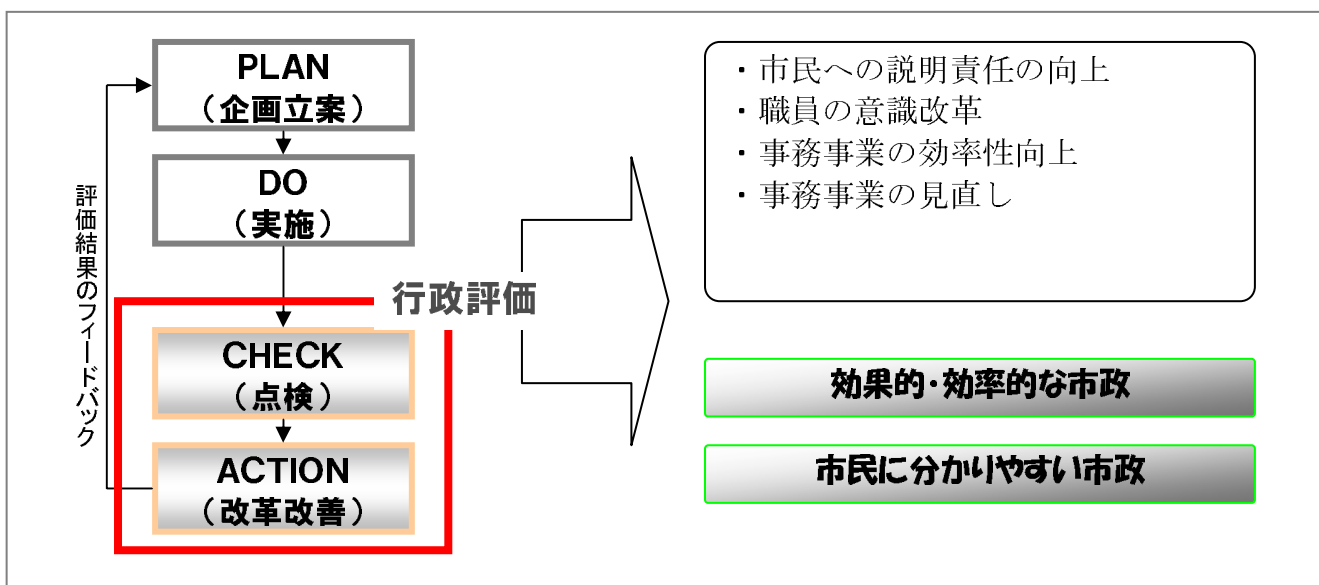 PLAN
（企画立案）
DO
（実施）
評価結果のフィードバック
行政評価
CHECK
（点検）
ACTION
（改革改善）
・市民への説明責任の向上
・職員の意識改革
・事務事業の効率性向上
・事務事業の見直し
効果的・効率的な市政
市民に分かりやすい市政